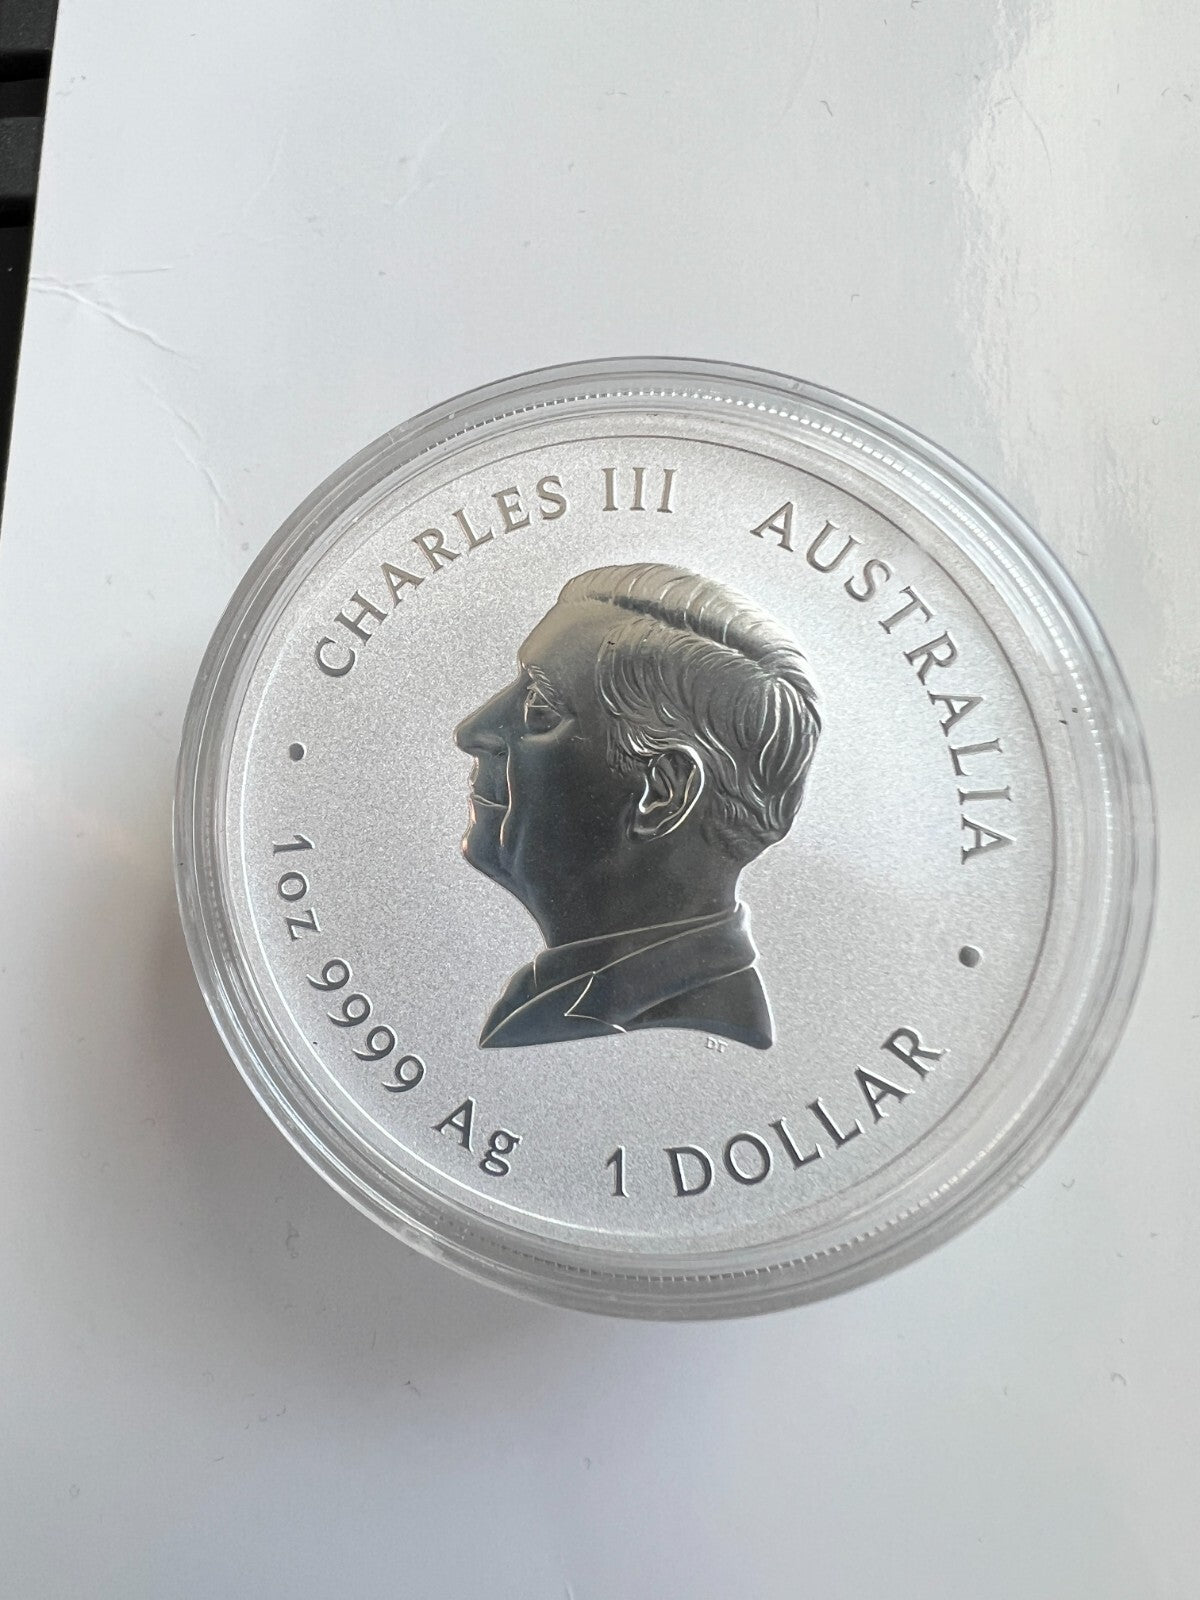 CHARLES III AUSTRALIA
1oz 9999 Ag 1 DOLLAR
DT